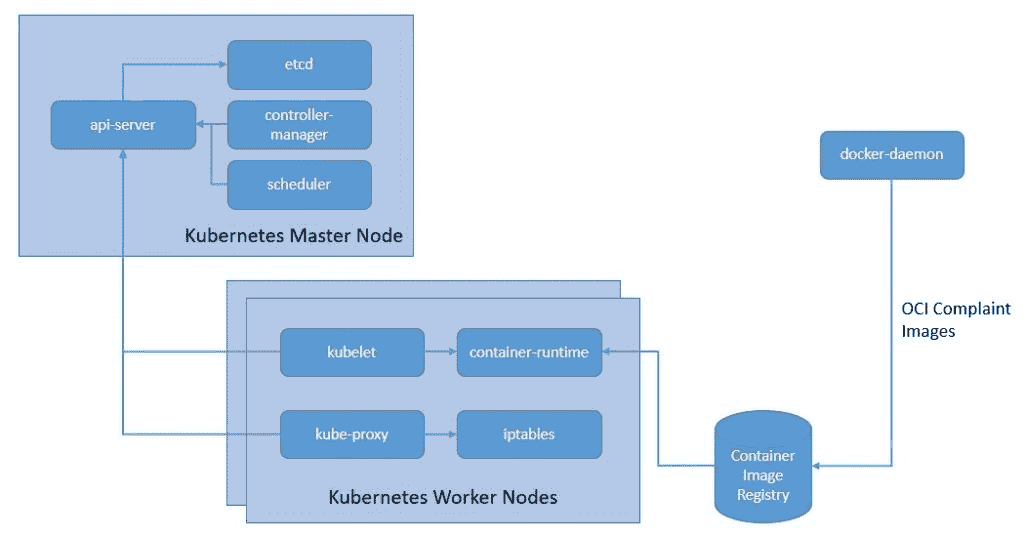 etcd
api-server
controller-
manager
scheduler
Kubernetes Master Node
docker-daemon
OCI Complaint
Images
kubelet
container-runtime
kube-proxy
iptables
Kubernetes Worker Nodes
Container
Image
Registry